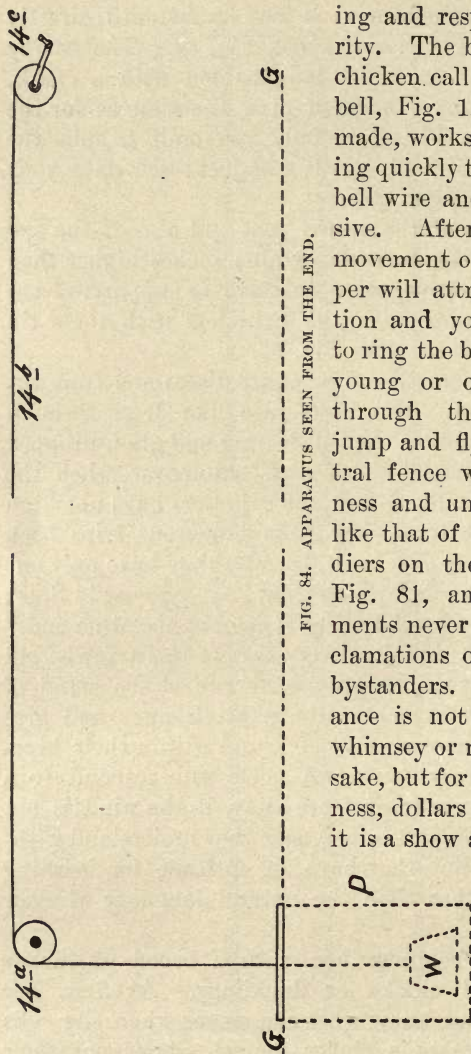 ing and resp
rity. The b
chicken call
bell, Fig. 1
made, works
ing quickly t
bell wire an
sive. After
movement o
per will attr
tion and yo
to ring the b
young or o
through th
jump and fl
tral fence w
ness and un
like that of
diers on the
Fig. 81, an
ments never
clamations o
bystanders.
ance is not
whimsey or r
sake, but for
ness, dollars
it is a show a
14a
14b
14c
G
G
P
W
FIG. 84. APPARATUS SEEN FROM THE END.